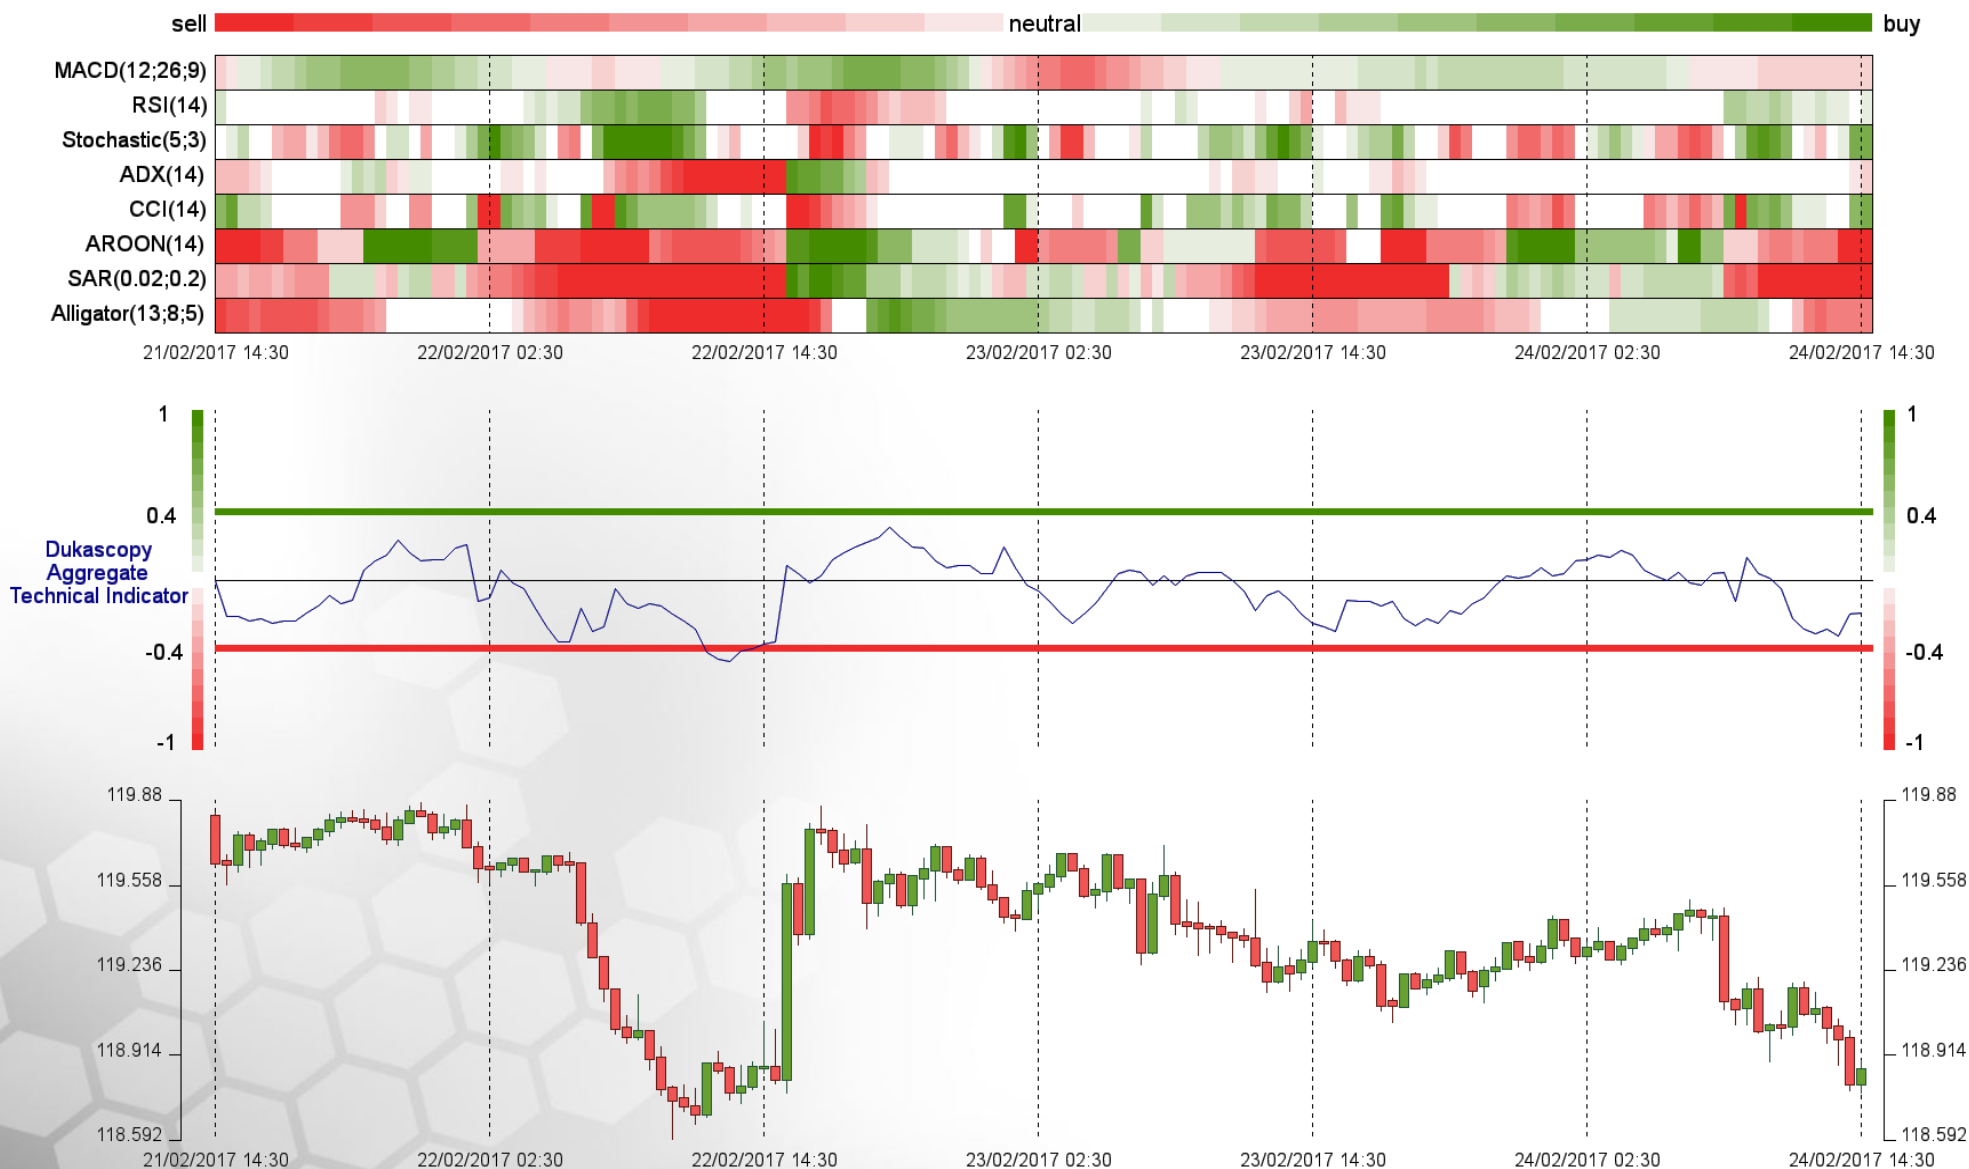 sell neutral buy
MACD(12;26;9)
RSI(14)
Stochastic(5;3)
ADX(14)
CCI(14)
AROON(14)
SAR(0.02;0.2)
Alligator(13;8;5)
21/02/2017 14:30 22/02/2017 02:30 22/02/2017 14:30 23/02/2017 02:30 23/02/2017 14:30 24/02/2017 02:30 24/02/2017 14:30
1 1
0.4 0.4
Dukascopy
Aggregate
Technical Indicator
-0.4 -0.4
-1 -1
119.88 119.88
119.558 119.558
119.236 119.236
118.914 118.914
118.592 118.592
21/02/2017 14:30 22/02/2017 02:30 22/02/2017 14:30 23/02/2017 02:30 23/02/2017 14:30 24/02/2017 02:30 24/02/2017 14:30